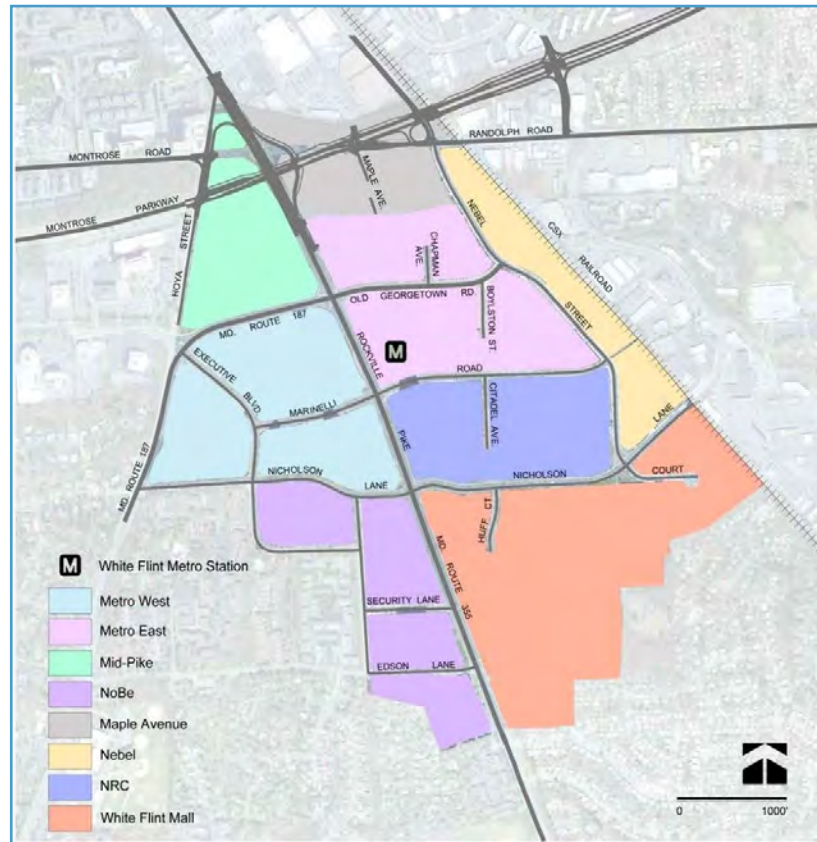 RANDOLPH ROAD
MONTROSE ROAD
MAPLE AVE.
MONTROSE PARKWAY
HOYA STREET
NEBEL STREET
CSX RAILROAD
CHAPMAN AVE.
OLD GEORGETOWN RD.
BOYLSTON ST.
MD. ROUTE 187
ROCKVILLE PIKE
M
EXECUTIVE BLVD
MARINELLI ROAD
CITADEL AVE.
MD. ROUTE 187
NICHOLSON LANE
NICHOLSON LANE
COURT
HUFF CT
MD. ROUTE 355
SECURITY LANE
EDSON LANE
M White Flint Metro Station
Metro West
Metro East
Mid-Pike
NoBe
Maple Avenue
Nebel
NRC
White Flint Mall
0 1000'